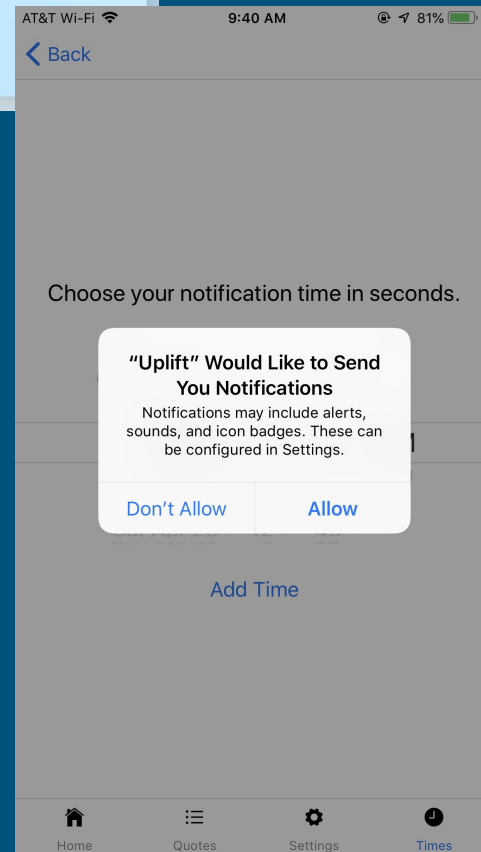 AT&T Wi-Fi 9:40 AM 81%
Back
Choose your notification time in seconds.
“Uplift” Would Like to Send
You Notifications
Notifications may include alerts,
sounds, and icon badges. These can
be configured in Settings.
Don’t Allow Allow
Add Time
Home Quotes Settings Times